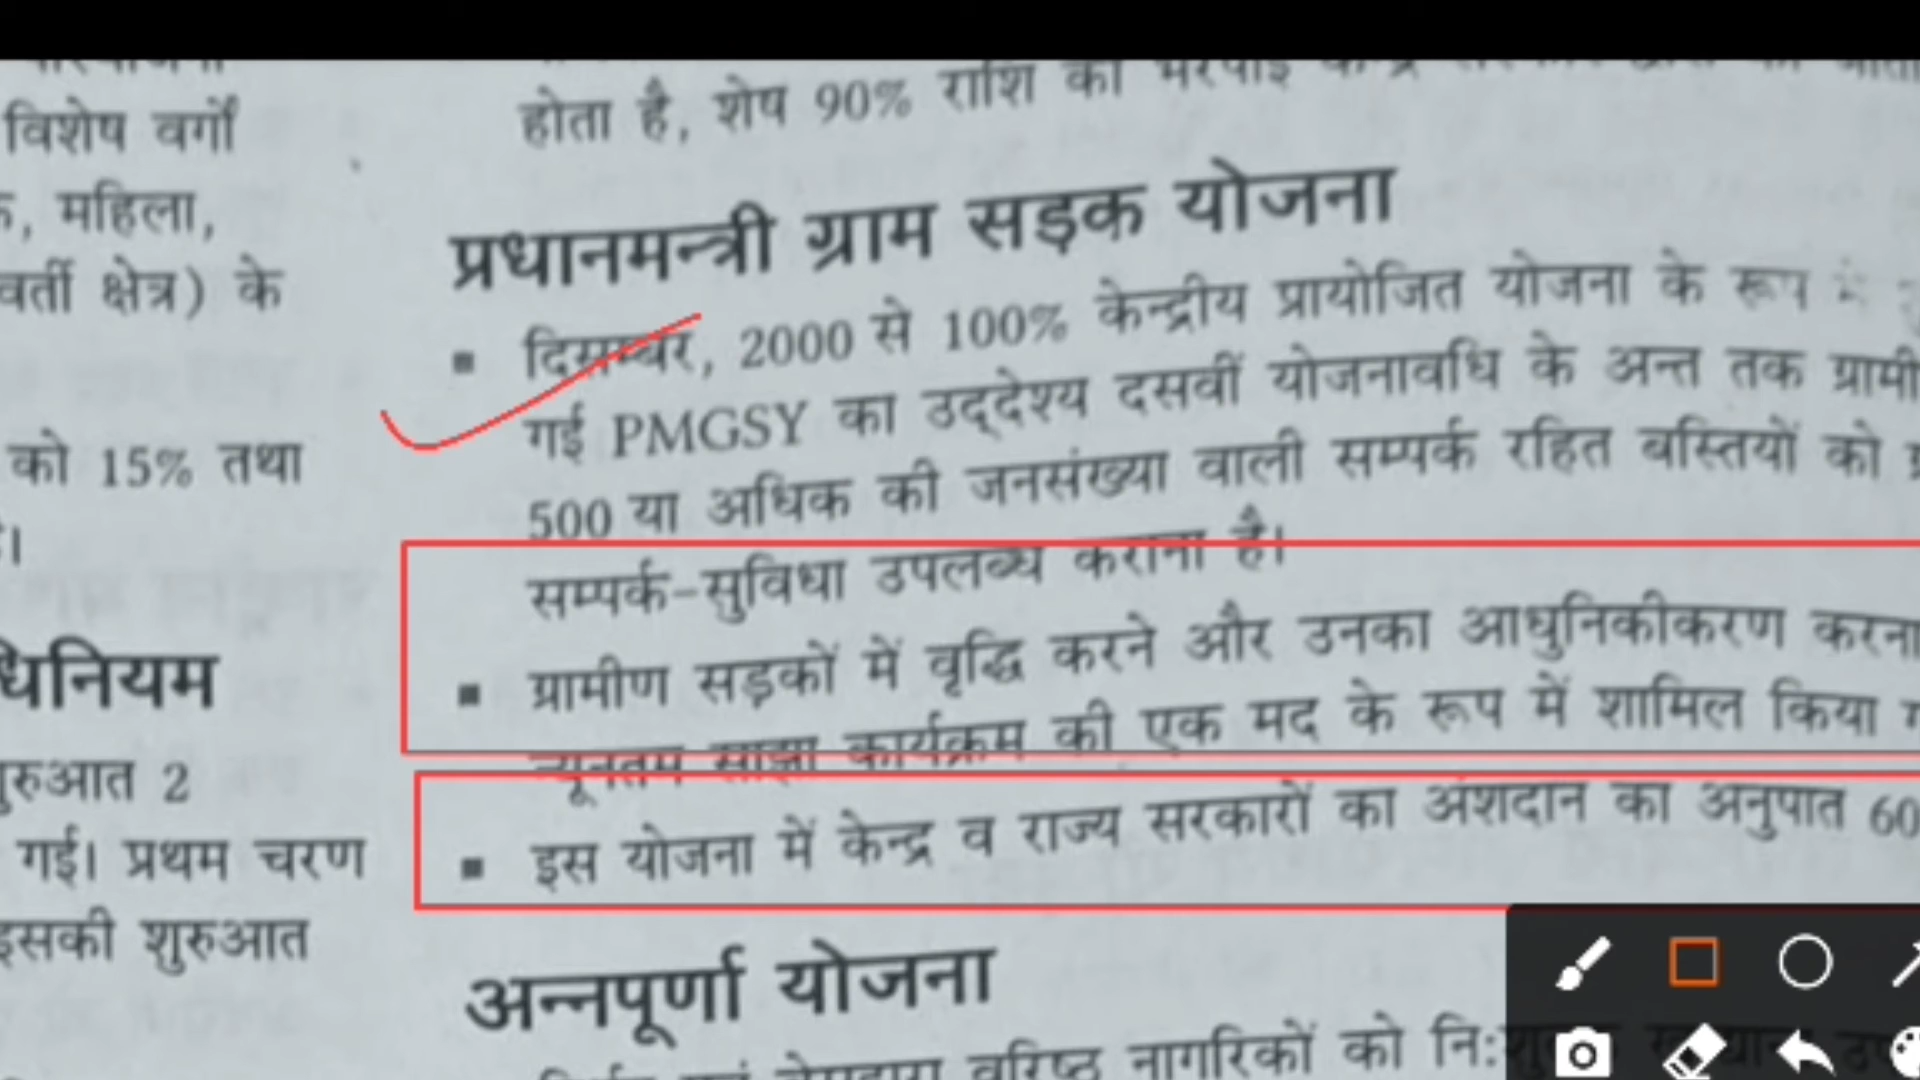 विशेष वर्गों
महिला,
वर्ती क्षेत्र) के
को 15% तथा
धिनियम
शुरुआत 2
गई। प्रथम चरण
इसकी शुरुआत
होता है, शेष 90% राशि की भरपाई
प्रधानमन्त्री ग्राम सड़क योजना
▪ दिसम्बर, 2000 से 100% केन्द्रीय प्रायोजित योजना के रूप में
गई PMGSY का उद्देश्य दसवीं योजनावधि के अन्त तक
500 या अधिक की जनसंख्या वाली सम्पर्क रहित बस्तियों को
सम्पर्क-सुविधा उपलब्ध कराना है।
▪ ग्रामीण सड़कों में वृद्धि करने और उनका आधुनिकीकरण करना
न्यूनतम साझा कार्यक्रम की एक मद के रूप में शामिल किया
▪ इस योजना में केन्द्र व राज्य सरकारों का अंशदान का अनुपात 60
अन्नपूर्णा योजना
वरिष्ठ नागरिकों को